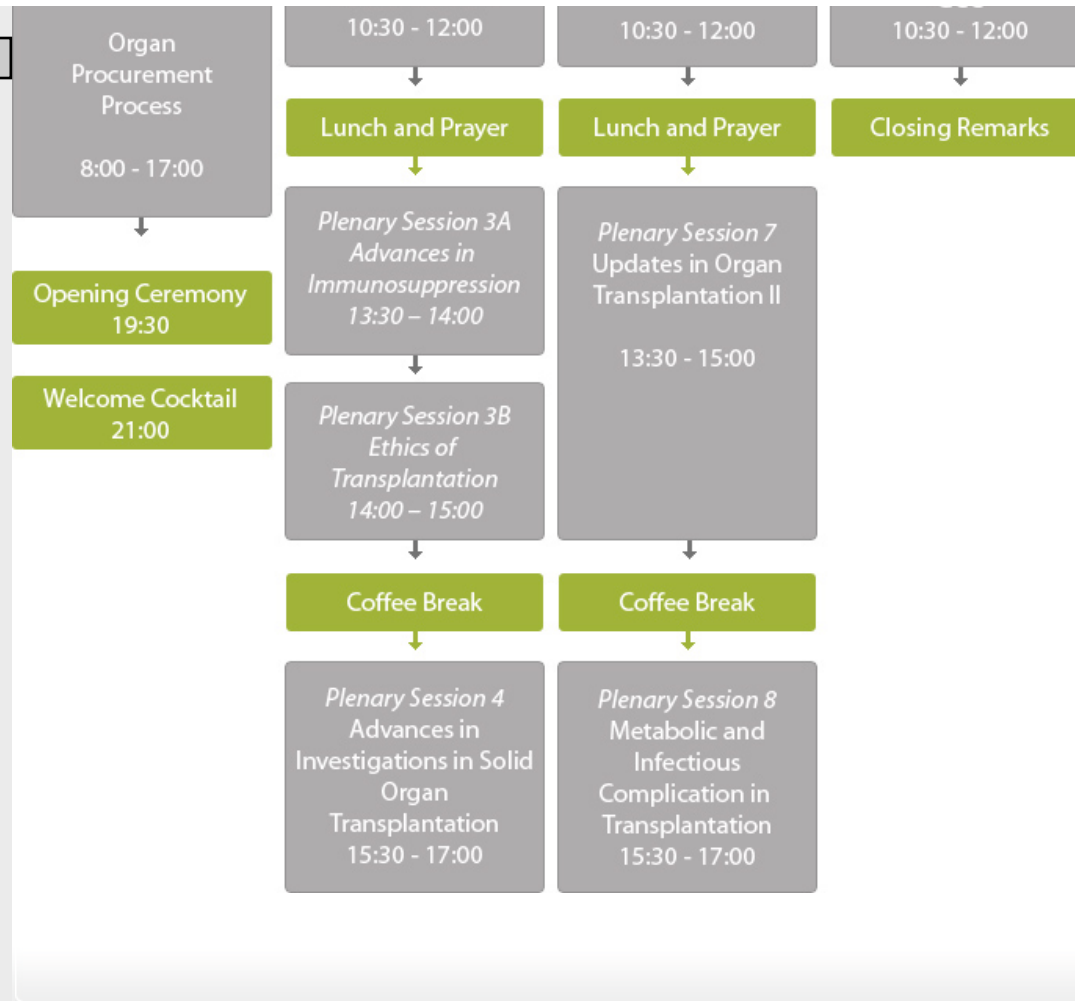 Organ
Procurement
Process
8:00 - 17:00
Opening Ceremony
19:30
Welcome Cocktail
21:00
10:30 - 12:00
Lunch and Prayer
Plenary Session 3A
Advances in
Immunosuppression
13:30 – 14:00
Plenary Session 3B
Ethics of
Transplantation
14:00 – 15:00
Coffee Break
Plenary Session 4
Advances in
Investigations in Solid
Organ
Transplantation
15:30 - 17:00
10:30 - 12:00
Lunch and Prayer
Plenary Session 7
Updates in Organ
Transplantation II
13:30 - 15:00
Coffee Break
Plenary Session 8
Metabolic and
Infectious
Complication in
Transplantation
15:30 - 17:00
10:30 - 12:00
Closing Remarks